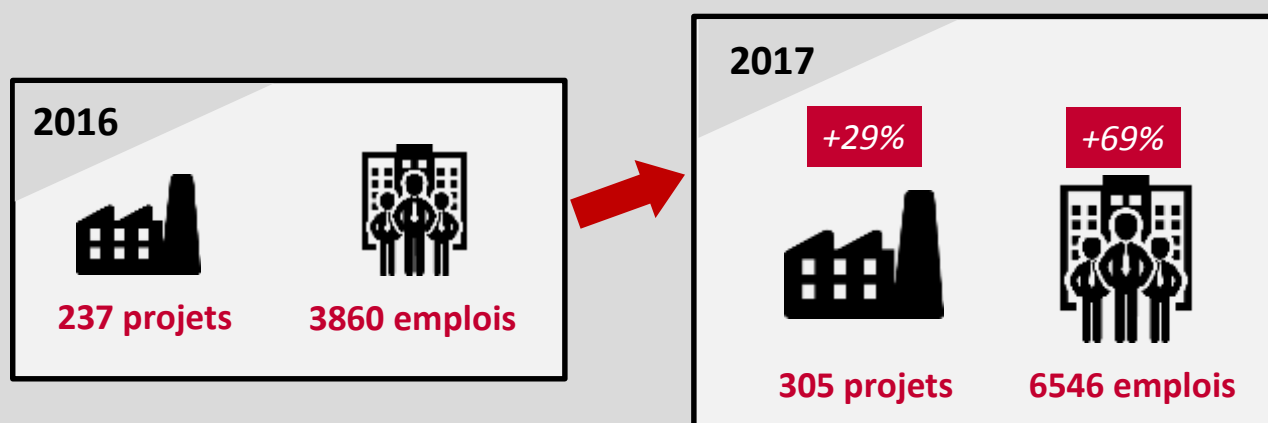 2016
237 projets
3860 emplois
2017
+29%
+69%
305 projets
6546 emplois